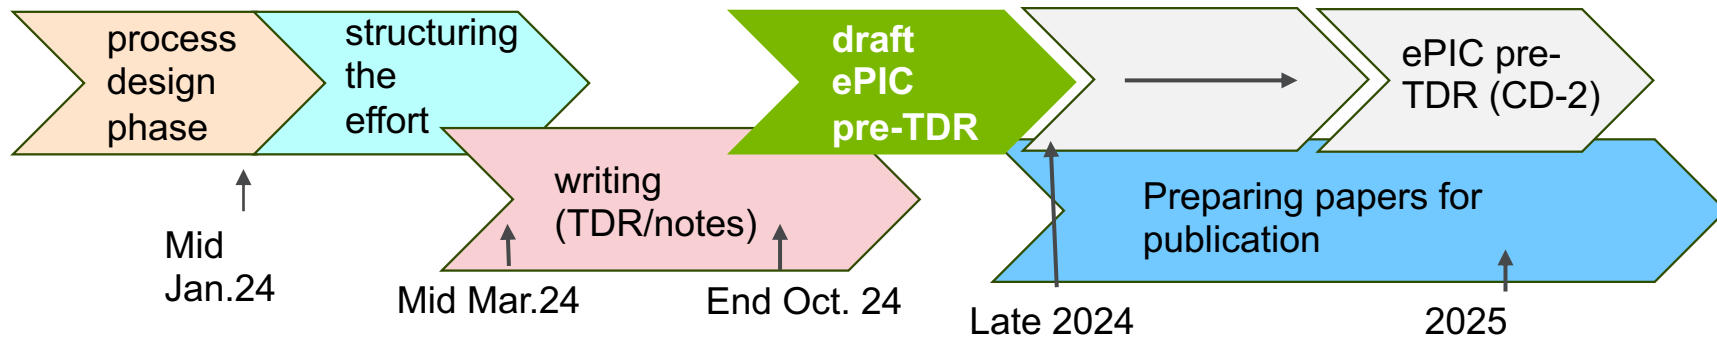 process
design
phase
structuring
the
effort
draft
ePIC
pre-TDR
ePIC pre-
TDR (CD-2)
writing
(TDR/notes)
Preparing papers for
publication
Mid
Jan.24
Mid Mar.24
End Oct. 24
Late 2024
2025